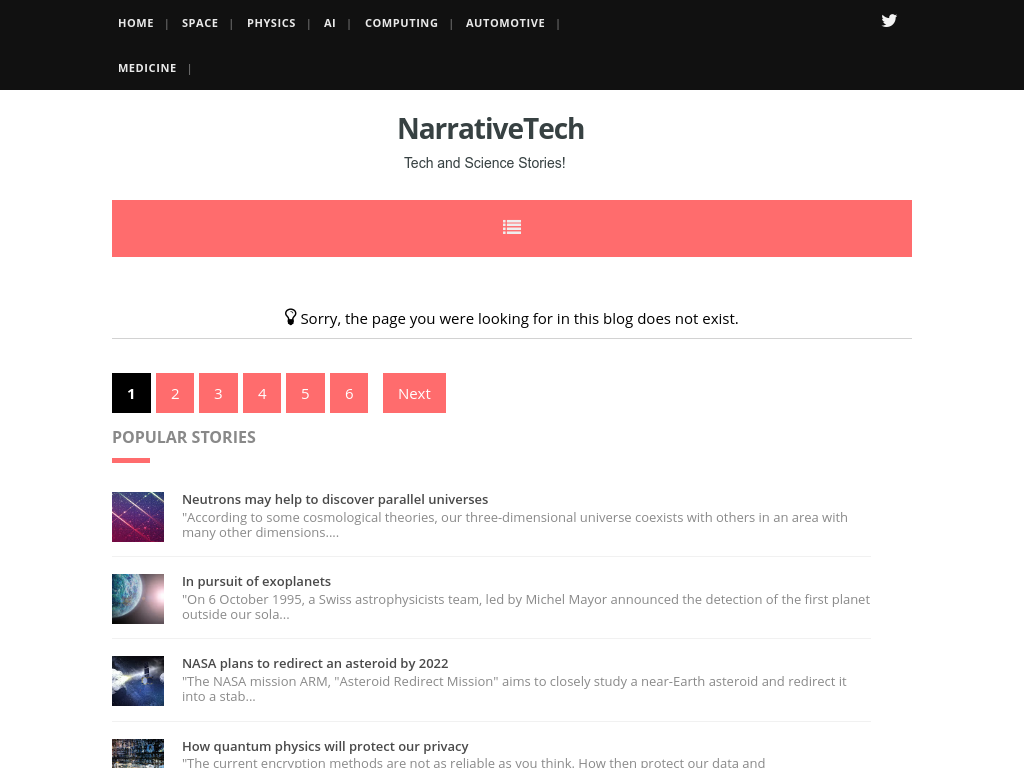 HOME | SPACE | PHYSICS | AI | COMPUTING | AUTOMOTIVE |
MEDICINE |
NarrativeTech
Tech and Science Stories!
Sorry, the page you were looking for in this blog does not exist.
1 2 3 4 5 6 Next
POPULAR STORIES
Neutrons may help to discover parallel universes
"According to some cosmological theories, our three-dimensional universe coexists with others in an area with
many other dimensions....
In pursuit of exoplanets
"On 6 October 1995, a Swiss astrophysicists team, led by Michel Mayor announced the detection of the first planet
outside our sola...
NASA plans to redirect an asteroid by 2022
"The NASA mission ARM, "Asteroid Redirect Mission" aims to closely study a near-Earth asteroid and redirect it
into a stab...
How quantum physics will protect our privacy
"The current encryption methods are not as reliable as you think. How then protect our data and